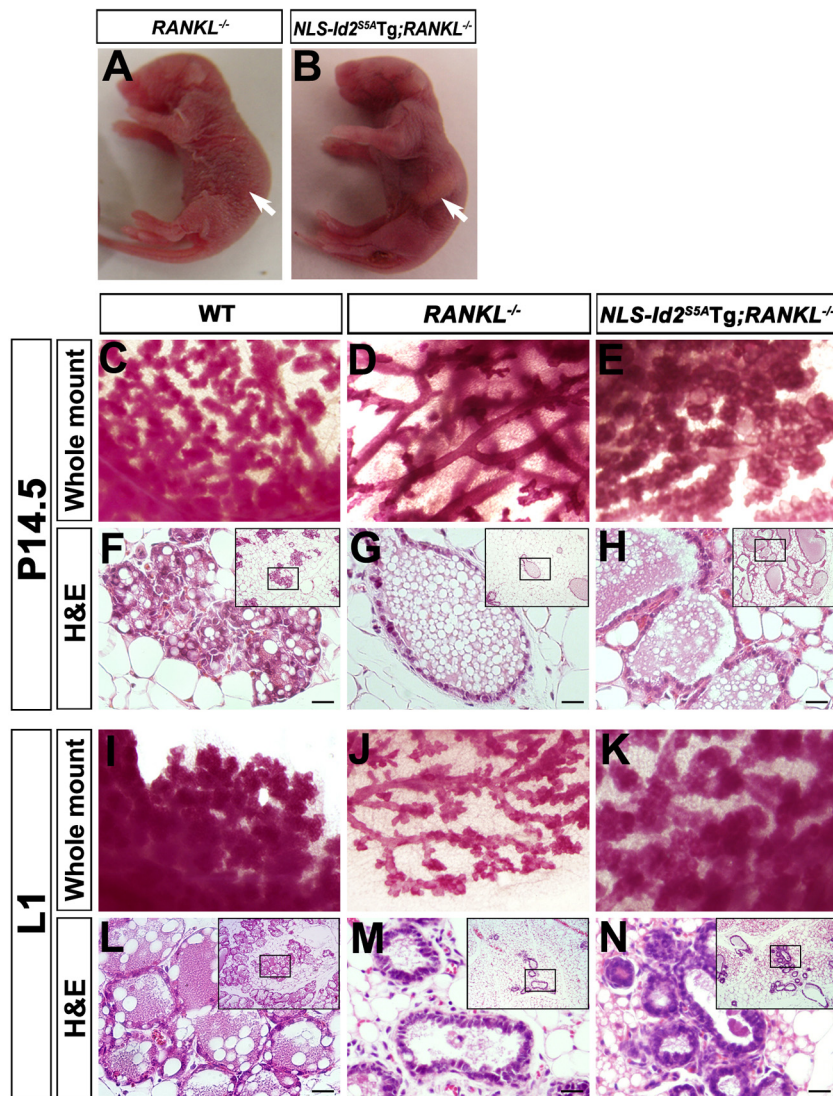 RANKL-/-
NLS-Id2S5ATg;RANKL-/-
A
B
WT
RANKL-/-
NLS-Id2S5ATg;RANKL-/-
P14.5
Whole mount
C
D
E
H&E
F
G
H
L1
Whole mount
I
J
K
H&E
L
M
N